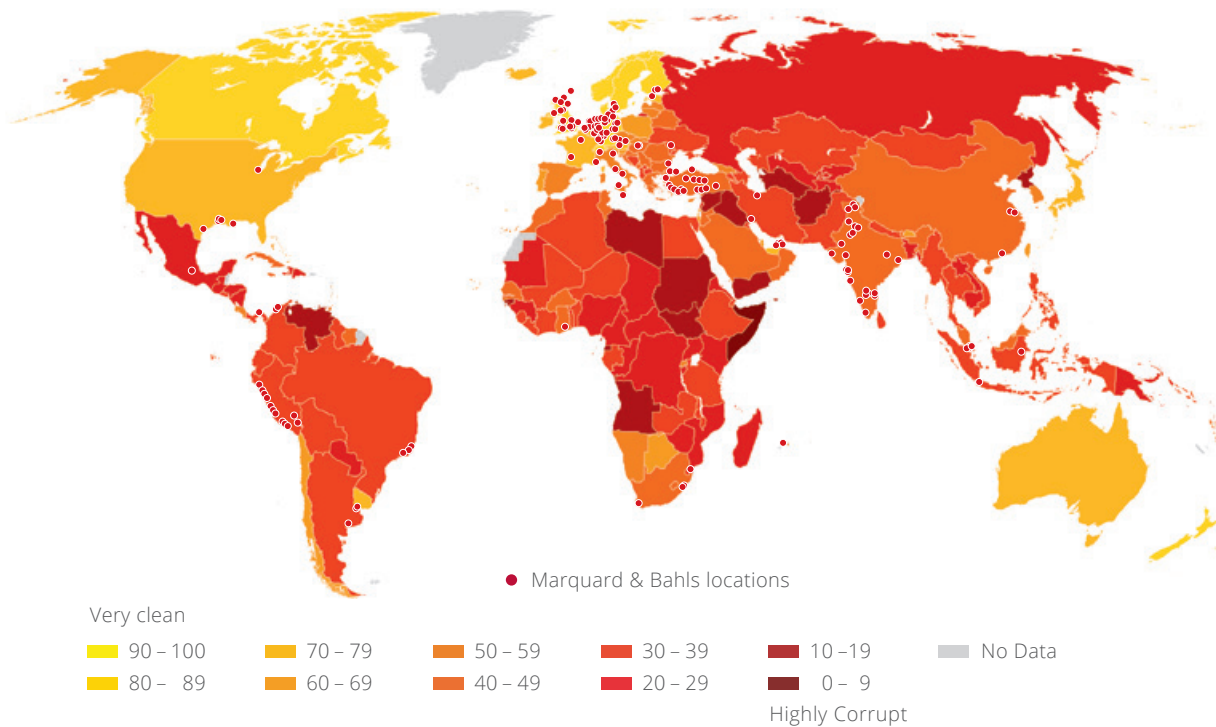 Marquard & Bahls locations
Very clean
90 – 100 70 – 79 50 – 59 30 – 39 10 –19 No Data
80 – 89 60 – 69 40 – 49 20 – 29 0 – 9
Highly Corrupt